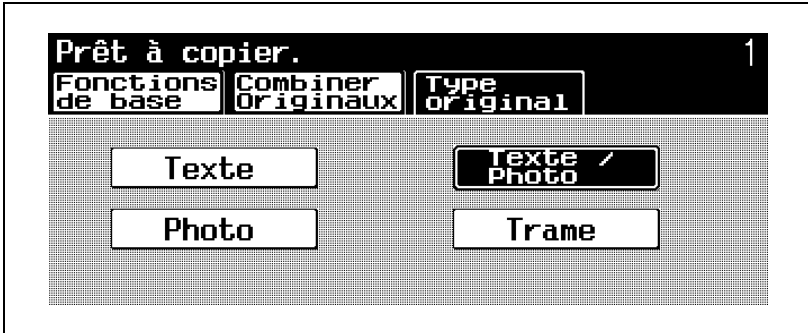 Prêt à copier. 1
Fonctions de base Combiner Originaux Type original
Texte Texte / Photo
Photo Trame